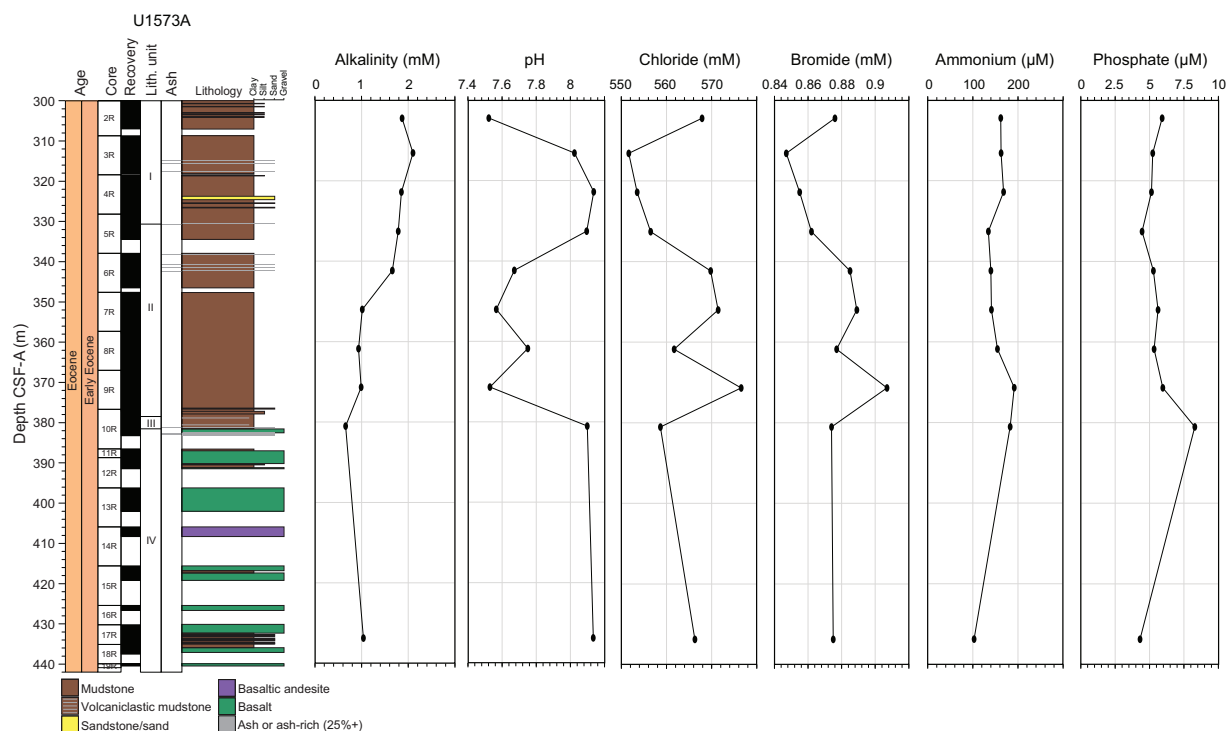 U1573A
Age
Core
Recovery
Lith. unit
Ash
Lithology
Clay
Silt
Sand
Gravel
Alkalinity (mM)
pH
Chloride (mM)
Bromide (mM)
Ammonium (µM)
Phosphate (µM)
0 1 2
7.4 7.6 7.8 8
550 560 570
0.84 0.86 0.88 0.9
0 100 200
0 2.5 5 7.5 10
Depth CSF-A (m)
300
310
320
330
340
350
360
370
380
390
400
410
420
430
440
Eocene
Early Eocene
2R
3R
4R
5R
6R
7R
8R
9R
10R
11R
12R
13R
14R
15R
16R
17R
18R
I
II
III
IV
Mudstone
Volcaniclastic mudstone
Sandstone/sand
Basaltic andesite
Basalt
Ash or ash-rich (25%+)